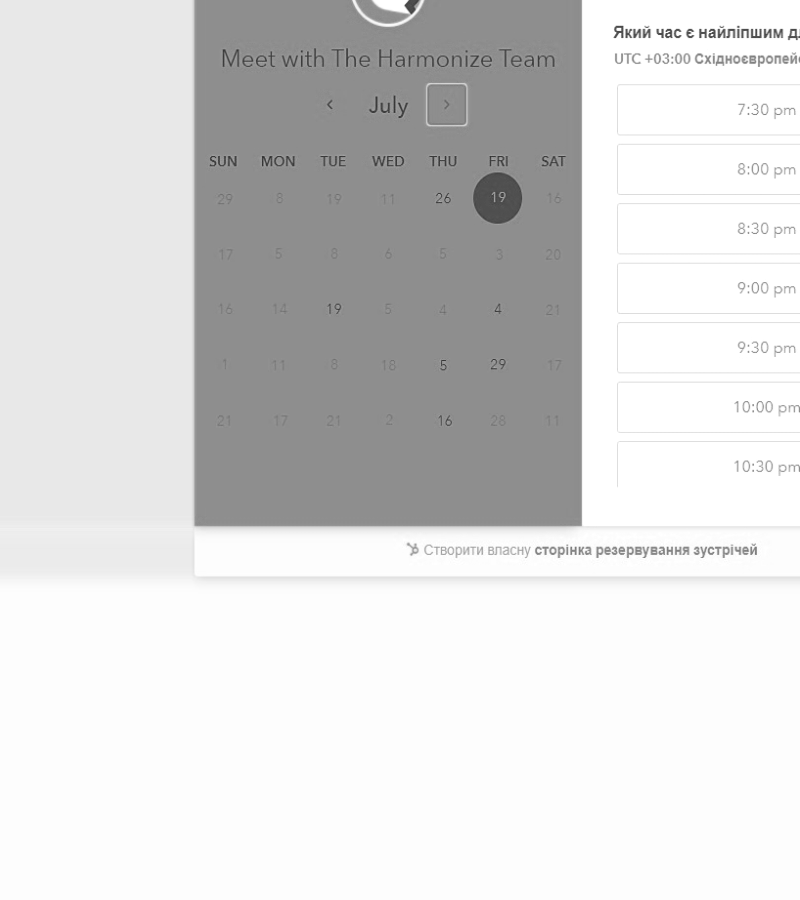 Meet with The Harmonize Team
July
SUN MON TUE WED THU FRI SAT
29 8 19 11 26 19 16
17 5 8 6 5 3 20
16 14 19 5 4 4 21
1 11 8 18 5 29 17
21 17 21 2 16 28 11
Який час є найліпшим
UTC +03:00
7:30 pm
8:00 pm
8:30 pm
9:00 pm
9:30 pm
10:00 pm
10:30 pm
Створити власну сторінка резервування зустрічей